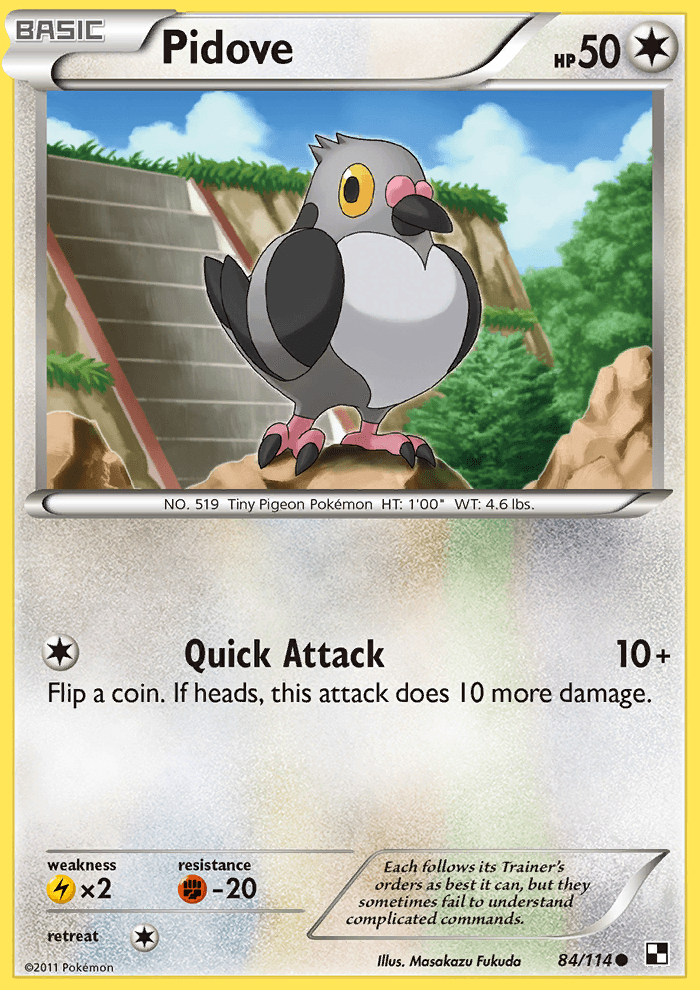 BASIC
Pidove
HP 50
NO. 519 Tiny Pigeon Pokémon HT: 1'00" WT: 4.6 lbs.
Quick Attack 10+
Flip a coin. If heads, this attack does 10 more damage.
weakness resistance
×2 -20
Each follows its Trainer's
orders as best it can, but they
sometimes fail to understand
complicated commands.
retreat
Illus. Masakazu Fukuda 84/114
©2011 Pokémon